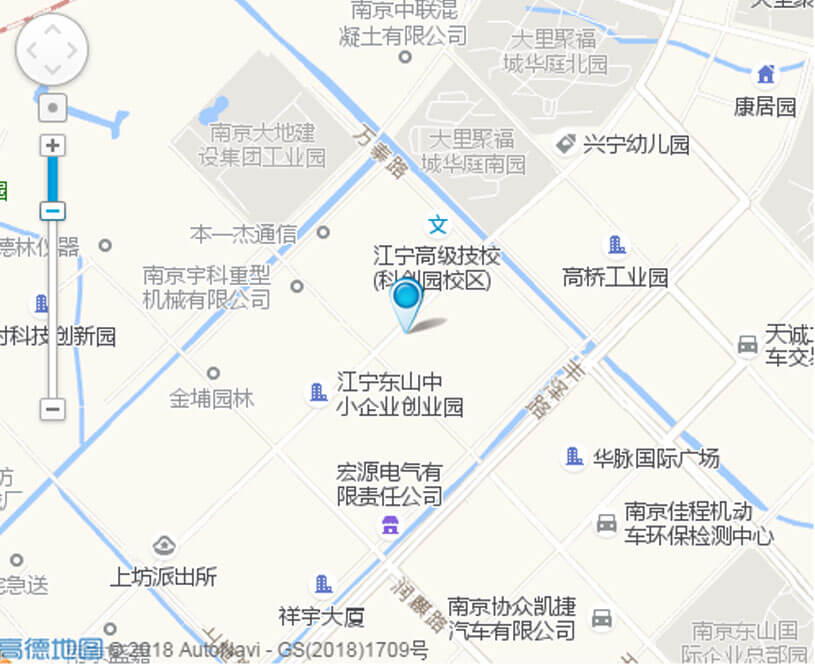 南京中联混
凝土有限公司
大里聚福
城华庭北园
康居园
南京大地建
设集团工业园
万秦路
大里聚福
城华庭南园
兴宁幼儿园
园
文
本一杰通信
德林仪器
江宁高级技校
(科创园校区)
高桥工业园
南京宇科重型
机械有限公司
村科技创新园
天诚
车交
金埔园林
江宁东山中
小企业创业园
宏源电气有
限责任公司
华脉国际广场
坊
厂
南京佳程机动
车环保检测中心
上坊派出所
急送
祥宇大厦
润麒路
南京协众凯捷
汽车有限公司
南京东山国
际企业总部园
高德地图 © 2018 AutoNavi - GS(2018)1709号